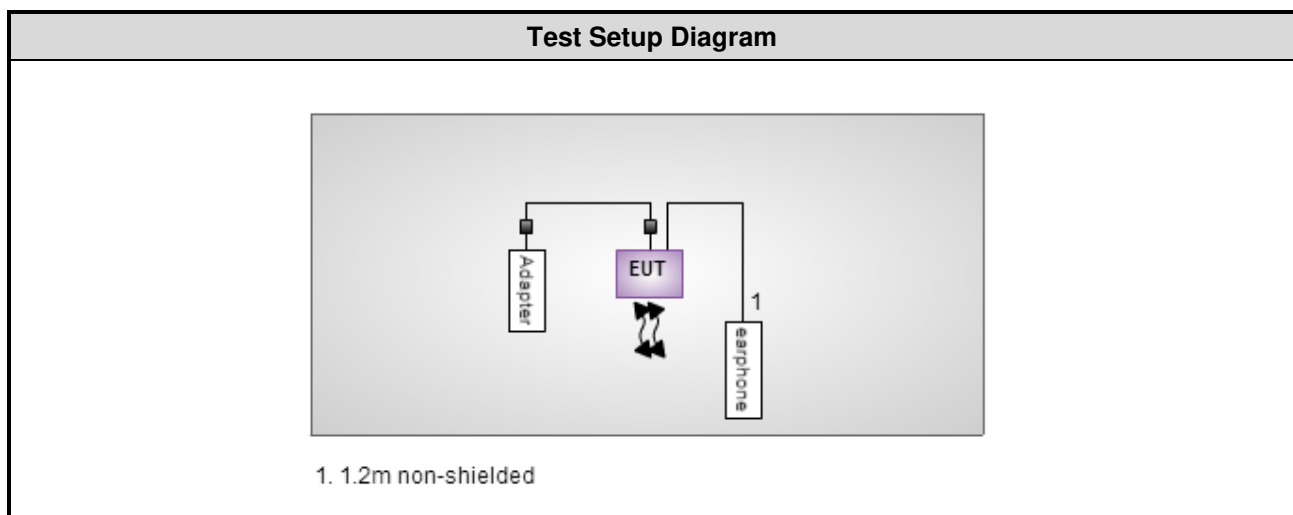 Test Setup Diagram
Adapter
EUT
1
earphone
1. 1.2m non-shielded